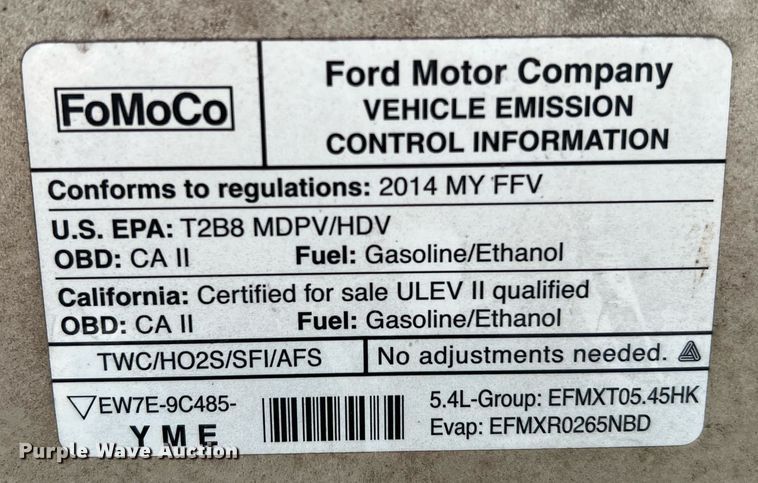 FoMoCo
Ford Motor Company
VEHICLE EMISSION
CONTROL INFORMATION
Conforms to regulations: 2014 MY FFV
U.S. EPA: T2B8 MDPV/HDV
OBD: CA II Fuel: Gasoline/Ethanol
California: Certified for sale ULEV II qualified
OBD: CA II Fuel: Gasoline/Ethanol
TWC/HO2S/SFI/AFS
No adjustments needed.
▽EW7E-9C485-
YME
5.4L-Group: EFMXT05.45HK
Evap: EFMXR0265NBD
Purple Wave Auction